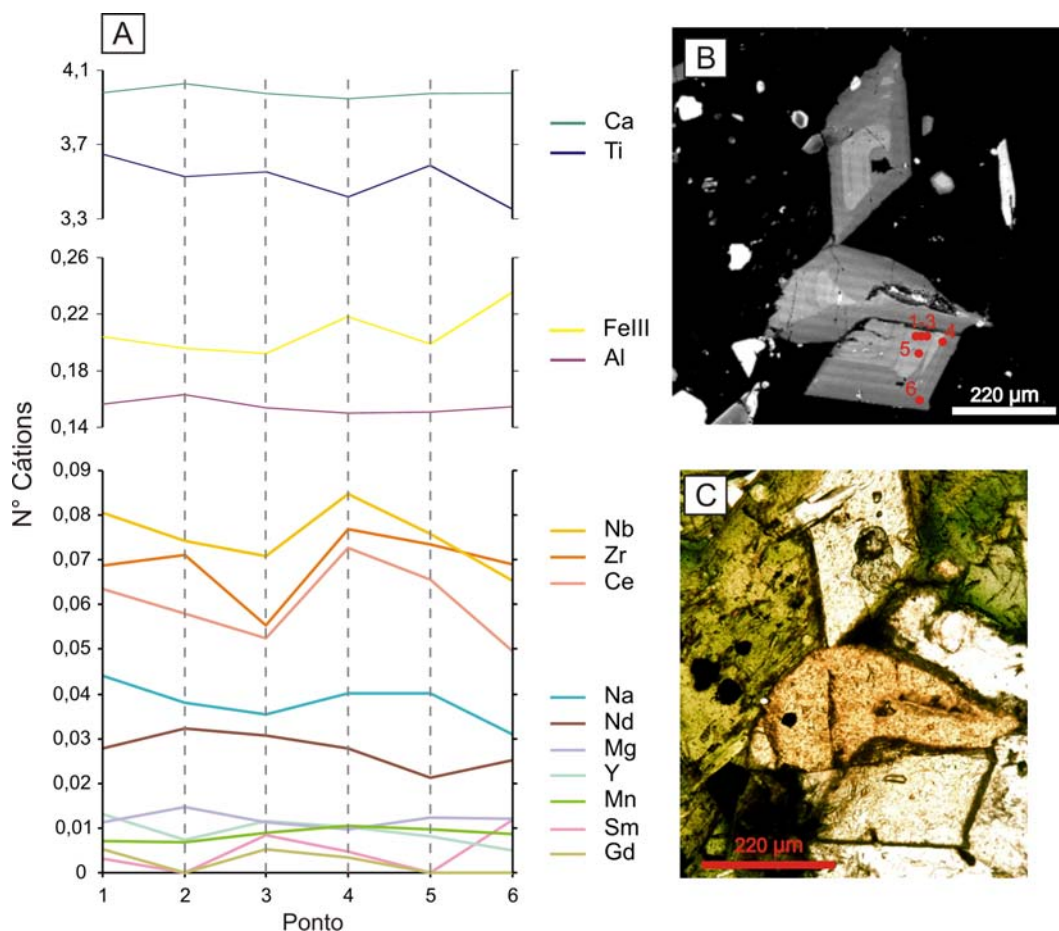 A
4,1
3,7
3,3
0,26
0,22
0,18
0,14
0,09
0,08
0,07
0,06
0,05
0,04
0,03
0,02
0,01
0
N° Cátions
1 2 3 4 5 6
Ponto
Ca
Ti
FeIII
Al
Nb
Zr
Ce
Na
Nd
Mg
Y
Mn
Sm
Gd
B
1-3
4
5
6
220 µm
C
220 µm